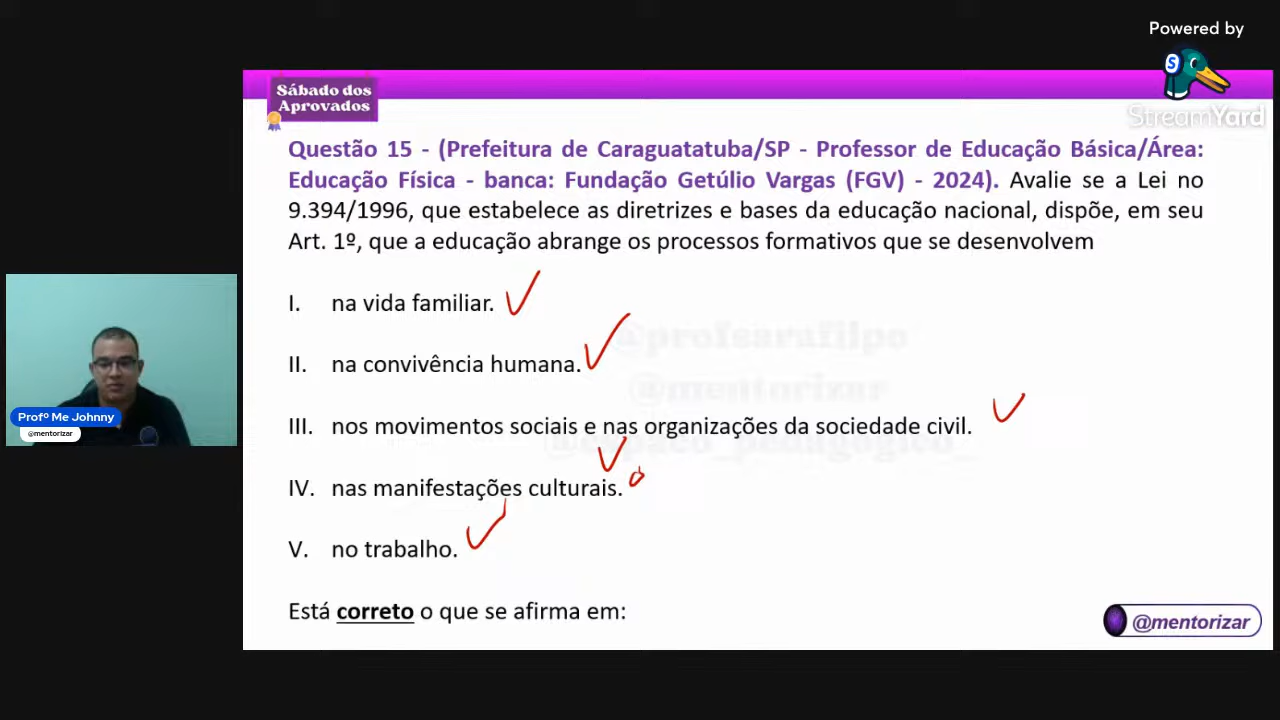 Powered by
StreamYard
Sábado dos
Aprovados
Questão 15 - (Prefeitura de Caraguatatuba/SP - Professor de Educação Básica/Área:
Educação Física - banca: Fundação Getúlio Vargas (FGV) - 2024). Avalie se a Lei no
9.394/1996, que estabelece as diretrizes e bases da educação nacional, dispõe, em seu
Art. 1º, que a educação abrange os processos formativos que se desenvolvem
I. na vida familiar.
@profsarafilpo
II. na convivência humana.
@mentorizar
III. nos movimentos sociais e nas organizações da sociedade civil.
@espaco_pedagogico_
IV. nas manifestações culturais.
V. no trabalho.
Está correto o que se afirma em:
@mentorizar
Profº Me Johnny
@mentorizar